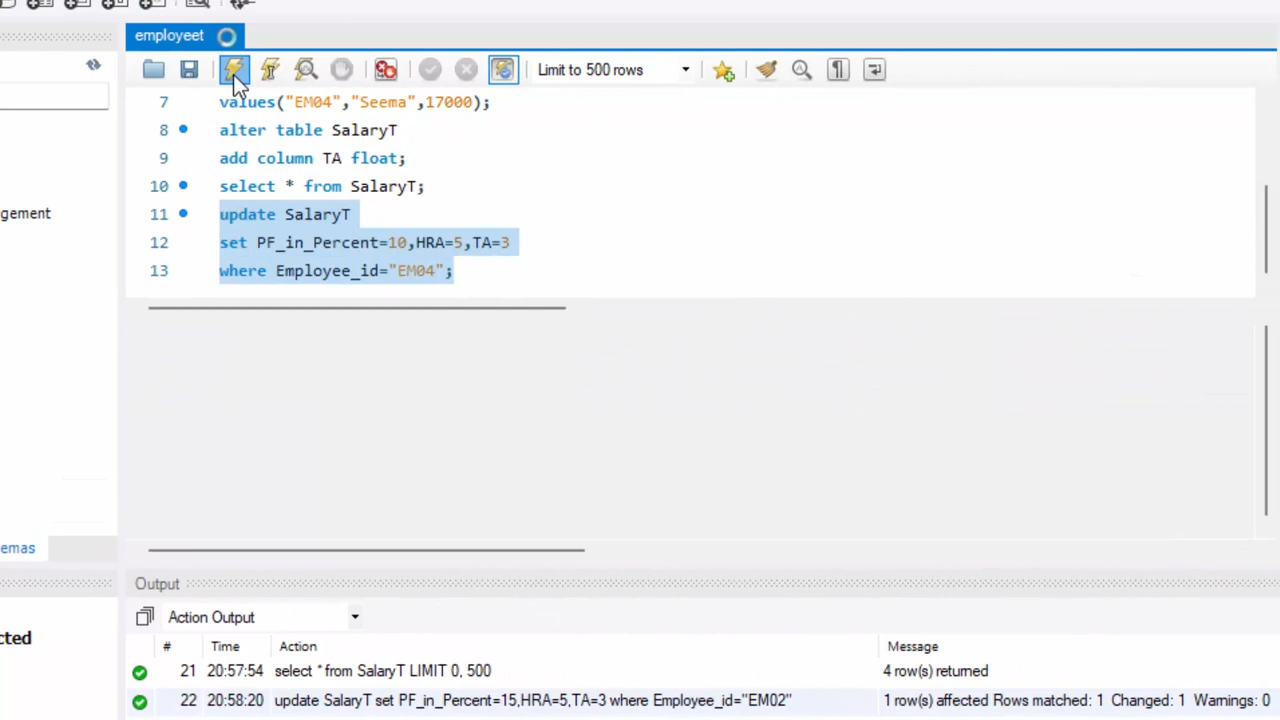 employeet
Limit to 500 rows
7 values("EM04","Seema",17000);
8 alter table SalaryT
9 add column TA float;
10 select * from SalaryT;
gement
11 update SalaryT
12 set PF_in_Percent=10,HRA=5,TA=3
13 where Employee_id="EM04";
emas
Output
Action Output
cted
# Time Action Message
21 20:57:54 select * from SalaryT LIMIT 0, 500 4 row(s) returned
22 20:58:20 update SalaryT set PF_in_Percent=15,HRA=5,TA=3 where Employee_id="EM02" 1 row(s) affected Rows matched: 1 Changed: 1 Warnings: 0